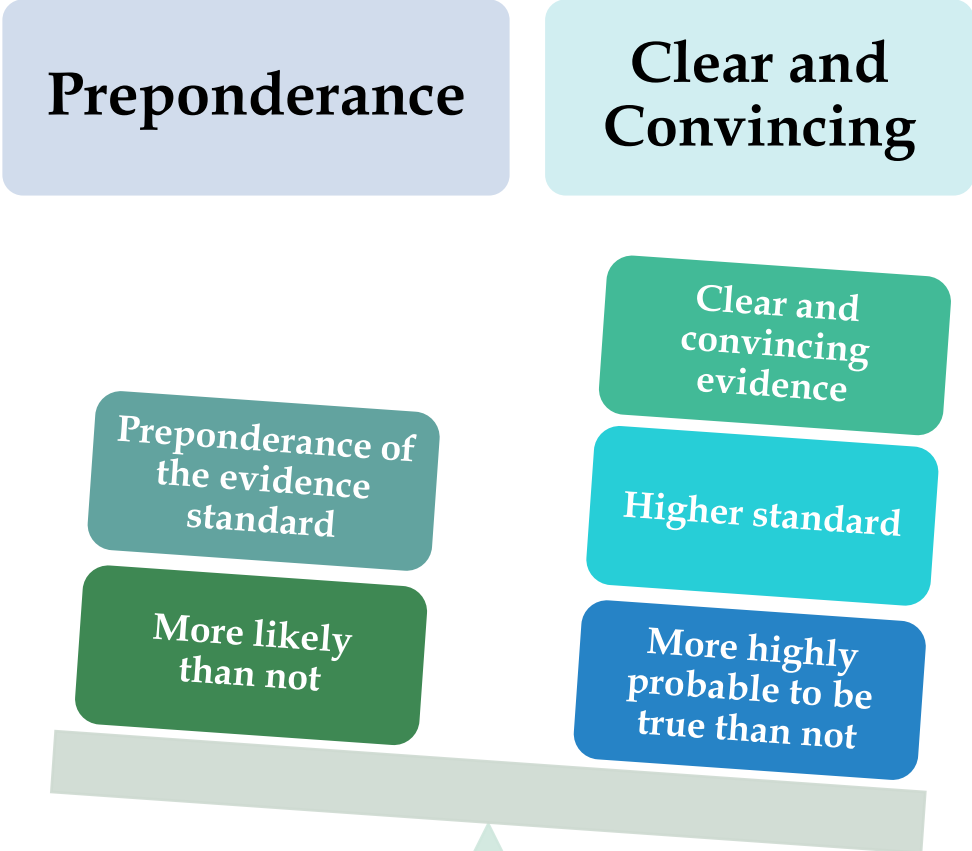 Preponderance
Clear and
Convincing
Preponderance of
the evidence
standard
More likely
than not
Clear and
convincing
evidence
Higher standard
More highly
probable to be
true than not